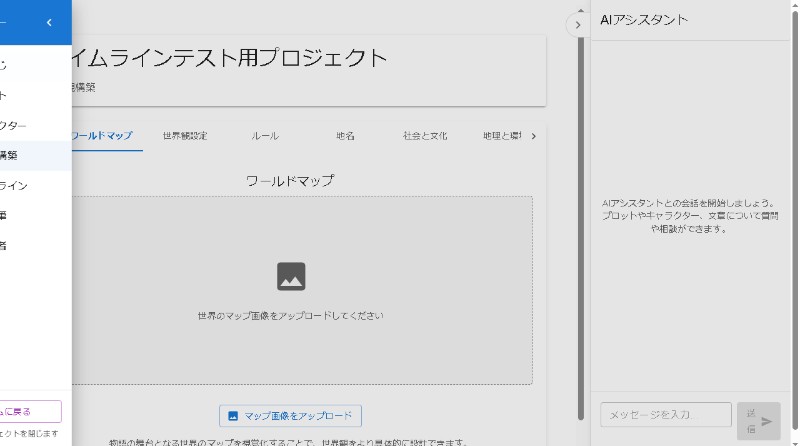 ー
AIアシスタント
じ
イムラインテスト用プロジェクト
ト
構築
クター
ワールドマップ 世界観設定 ルール 地名 社会と文化 地理と環境
構築
ワールドマップ
ライン
筆
者
世界のマップ画像をアップロードしてください
AIアシスタントとの会話を開始しましょう。
プロットやキャラクター、文章について質問
や相談ができます。
ムに戻る
マップ画像をアップロード
メッセージを入力...
送
信
ェクトを閉じます
物語の舞台となる世界のマップを視覚化することで、世界観をより具体的に設計できます。